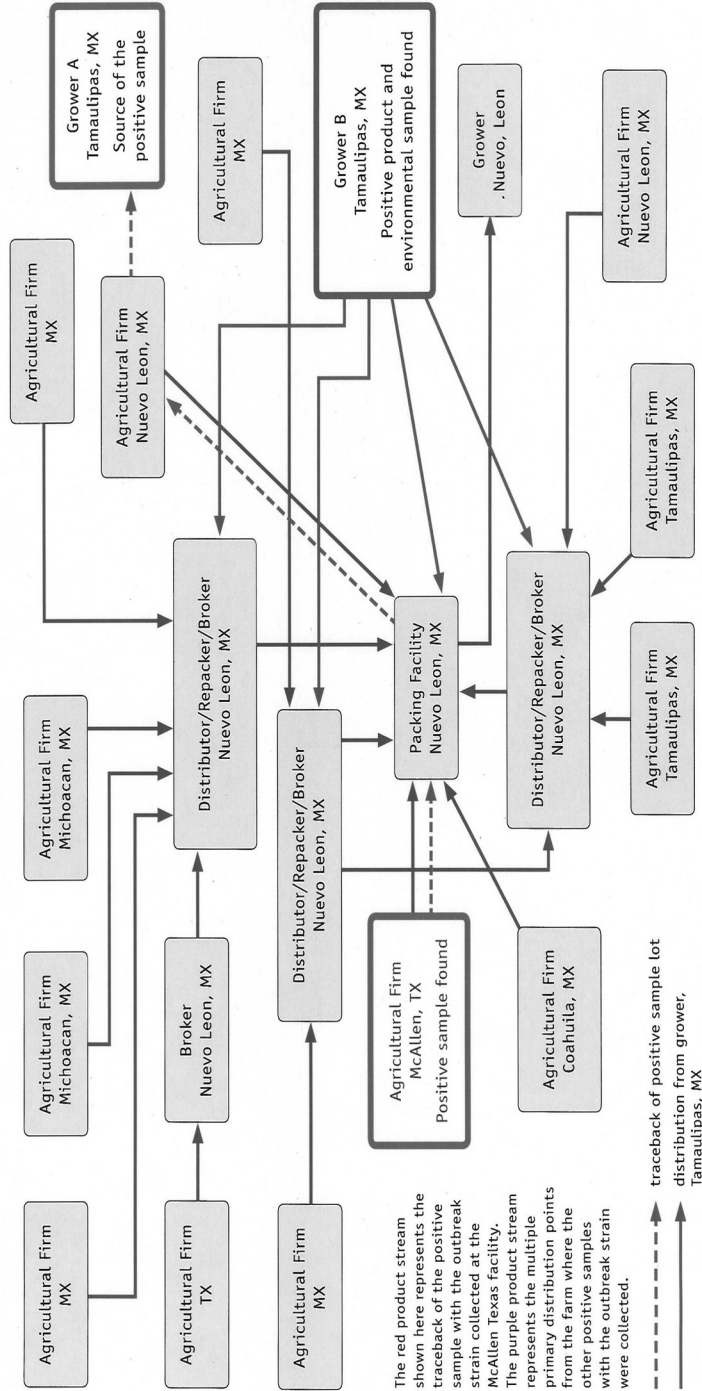 Agricultural Firm
MX
Agricultural Firm
Michoacan, MX
Agricultural Firm
Michoacan, MX
Agricultural Firm
MX
Grower A
Tamaulipas, MX
Source of the
positive sample
Agricultural Firm
TX
Broker
Nuevo Leon, MX
Distributor/Repacker/Broker
Nuevo Leon, MX
Agricultural Firm
Nuevo Leon, MX
Agricultural Firm
MX
Agricultural Firm
MX
Distributor/Repacker/Broker
Nuevo Leon, MX
Grower B
Tamaulipas, MX
Positive product and
environmental sample found
Agricultural Firm
McAllen, TX
Positive sample found
Packing Facility
Nuevo Leon, MX
Grower
. Nuevo, Leon
Agricultural Firm
Coahuila, MX
Distributor/Repacker/Broker
Nuevo Leon, MX
Agricultural Firm
Tamaulipas, MX
Agricultural Firm
Tamaulipas, MX
Agricultural Firm
Nuevo Leon, MX
The red product stream
shown here represents the
traceback of the positive
sample with the outbreak
strain collected at the
McAllen Texas facility.
The purple product stream
represents the multiple
primary distribution points
from the farm where the
other positive samples
with the outbreak strain
were collected.
traceback of positive sample lot
distribution from grower,
Tamaulipas, MX